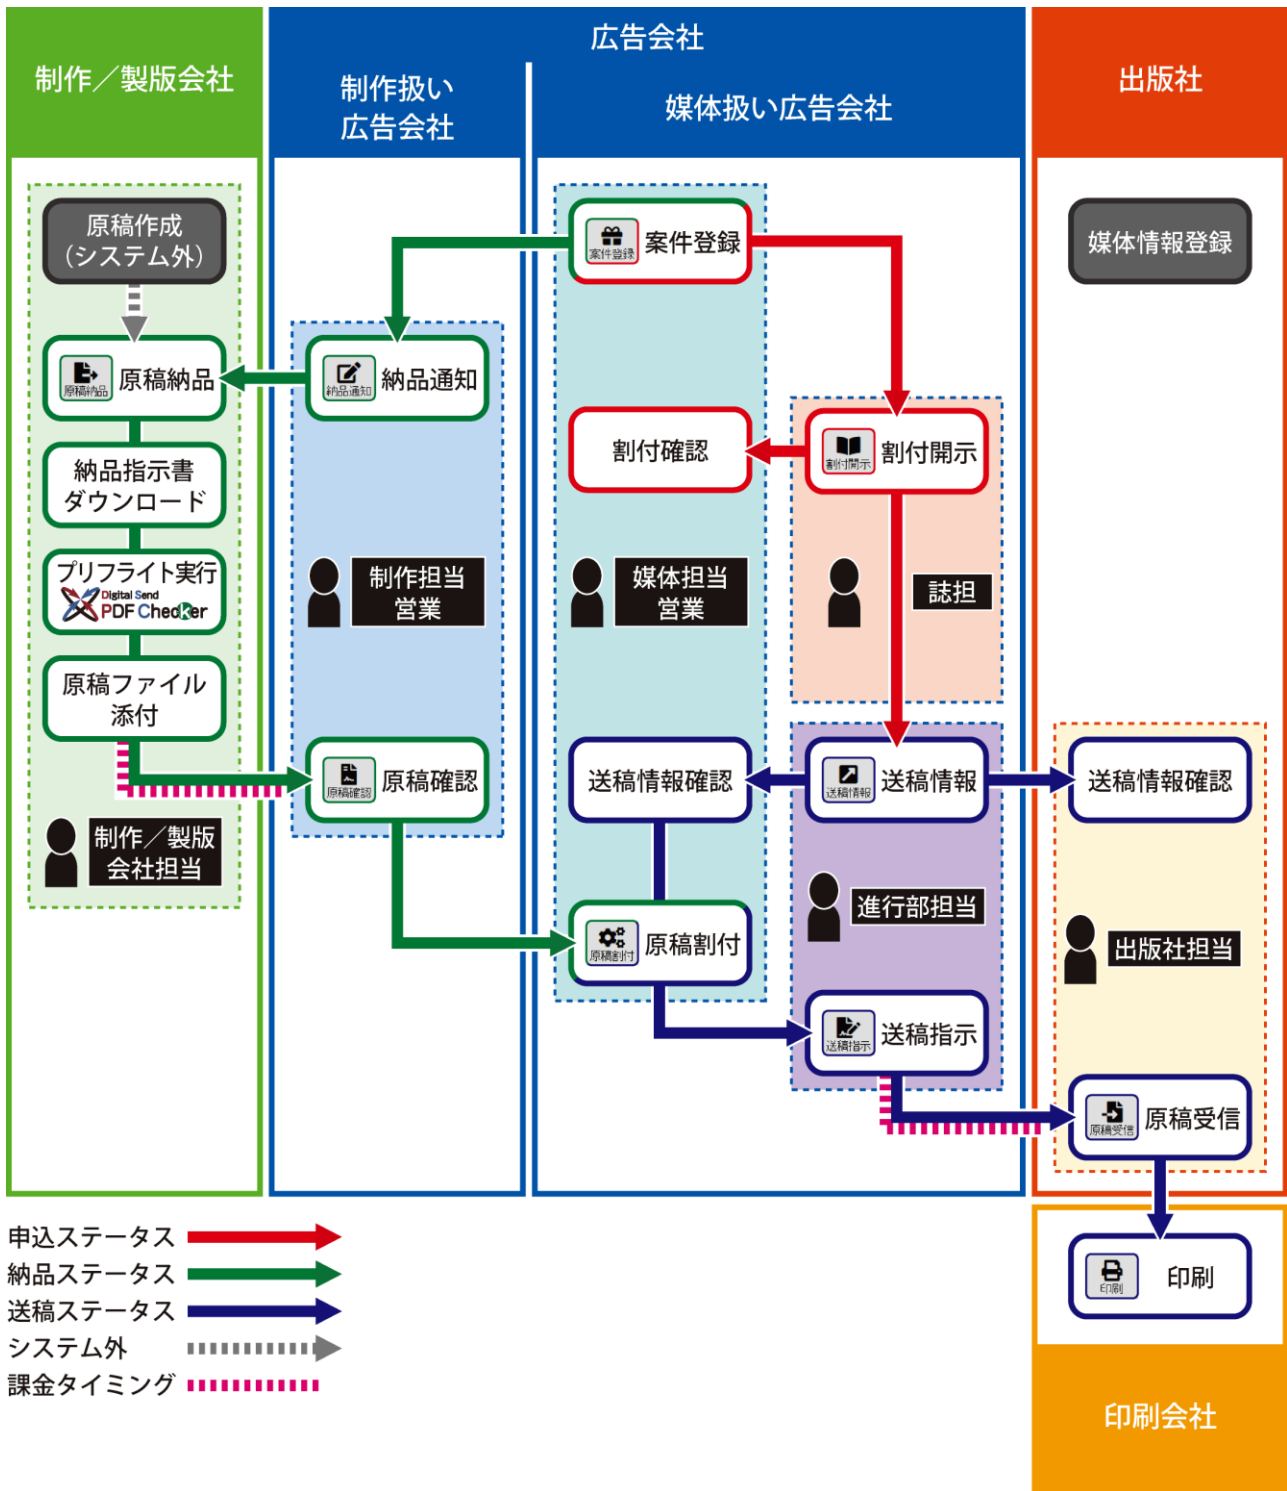 制作／製版会社
広告会社
制作扱い
広告会社
媒体扱い広告会社
出版社
原稿作成
（システム外）
案件登録
案件登録
媒体情報登録
原稿納品
原稿納品
納品通知
納品通知
割付確認
割付開示
割付開示
納品指示書
ダウンロード
プリフライト実行
Digital Send
PDF Checker
制作担当
営業
媒体担当
営業
誌担
原稿ファイル
添付
原稿確認
原稿確認
送稿情報確認
送稿情報
送稿情報
送稿情報確認
制作／製版
会社担当
進行部担当
原稿割付
原稿割付
出版社担当
送稿指示
送稿指示
原稿受信
原稿受信
申込ステータス
納品ステータス
送稿ステータス
システム外
課金タイミング
印刷
印刷
印刷会社